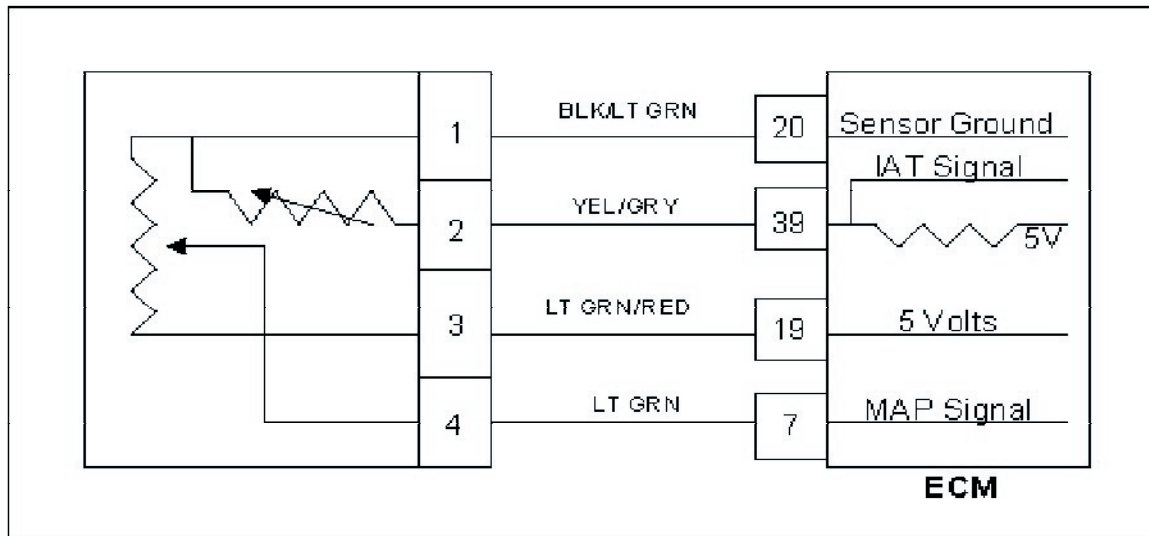 1
BLK/LT GRN
20
Sensor Ground
IAT Signal
2
YEL/GRY
39
5V
3
LT GRN/RED
19
5 Volts
4
LT GRN
7
MAP Signal
ECM